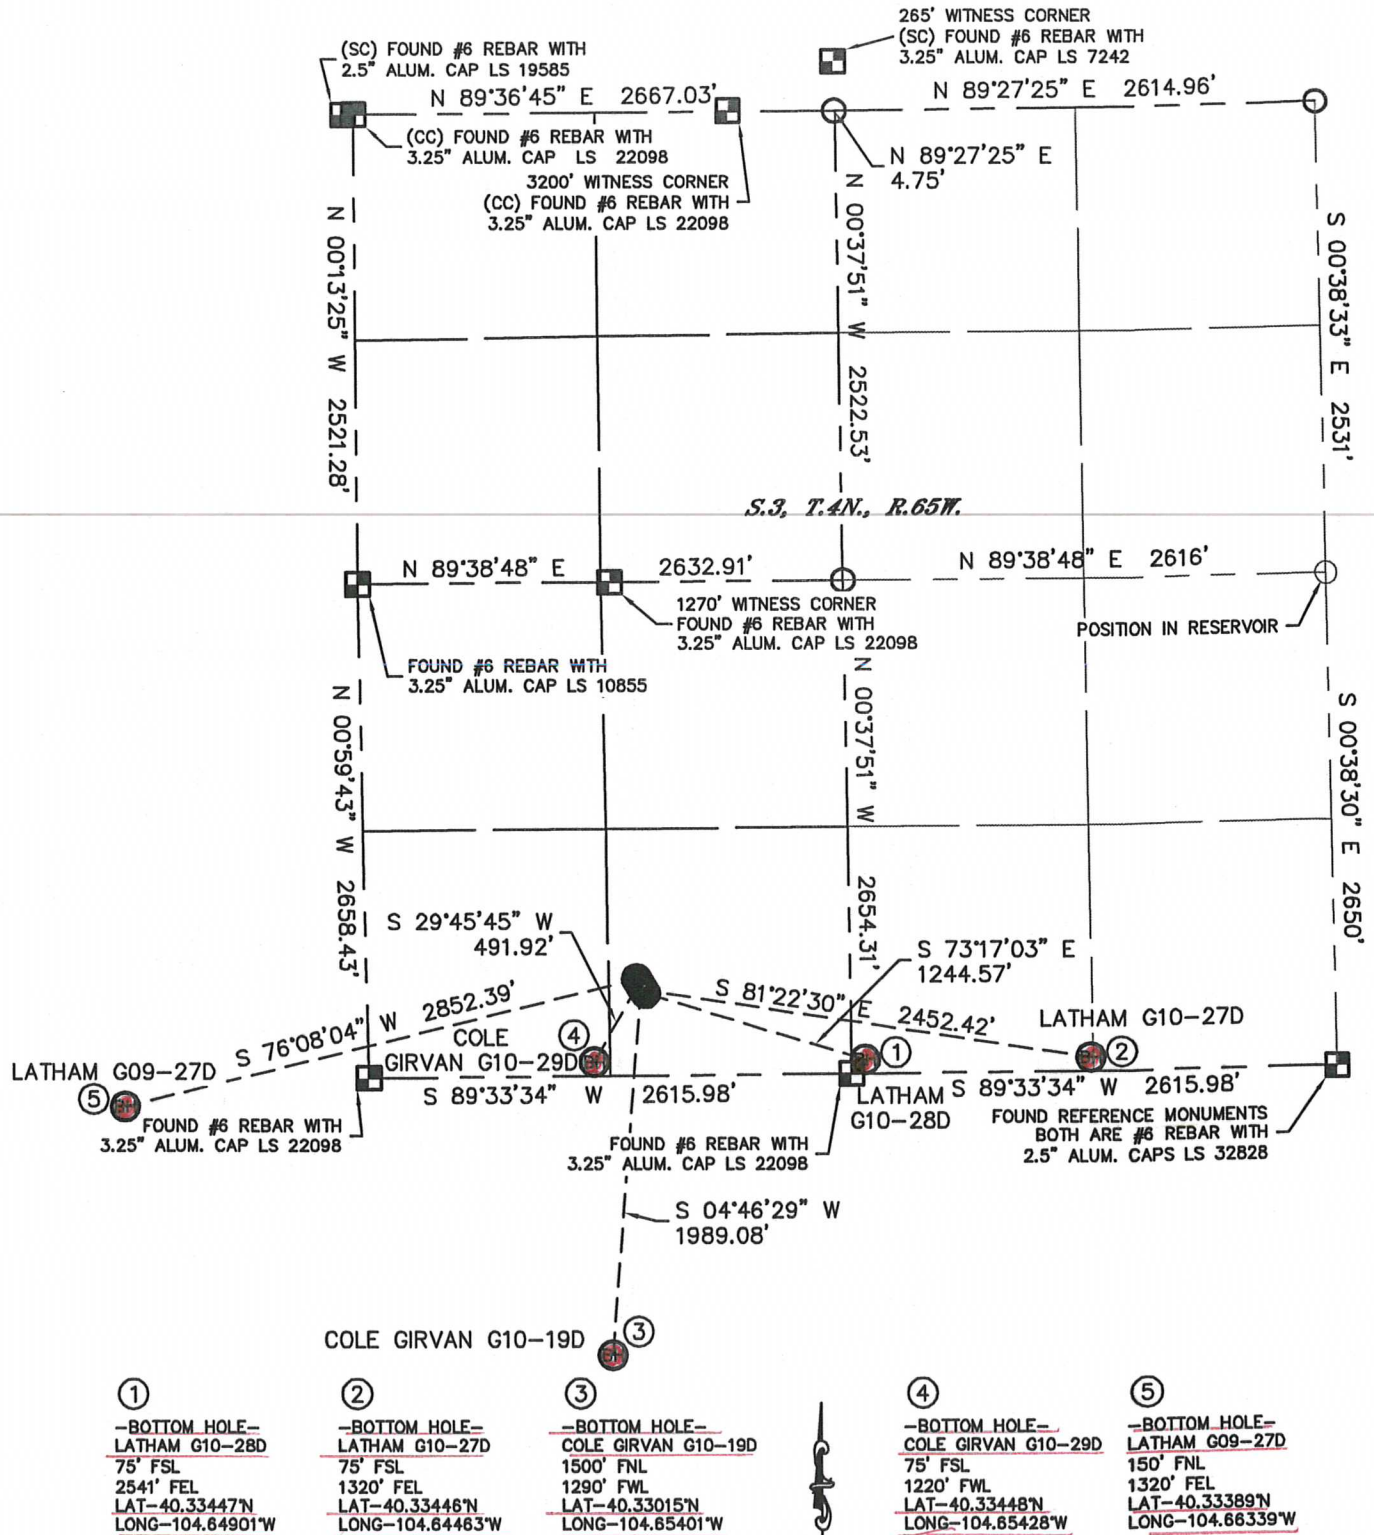 265' WITNESS CORNER
(SC) FOUND #6 REBAR WITH
3.25" ALUM. CAP LS 7242
(SC) FOUND #6 REBAR WITH
2.5" ALUM. CAP LS 19585
N 89°36'45" E 2667.03'
N 89°27'25" E 2614.96'
(CC) FOUND #6 REBAR WITH
3.25" ALUM. CAP LS 22098
N 89°27'25" E
4.75'
3200' WITNESS CORNER
(CC) FOUND #6 REBAR WITH
3.25" ALUM. CAP LS 22098
N 00°13'25" W 2521.28'
N 00°37'51" W 2522.53'
S 00°38'33" E 2531'
S.3, T.4N., R.65W.
N 89°38'48" E 2632.91'
N 89°38'48" E 2616'
1270' WITNESS CORNER
FOUND #6 REBAR WITH
3.25" ALUM. CAP LS 22098
POSITION IN RESERVOIR
FOUND #6 REBAR WITH
3.25" ALUM. CAP LS 10855
N 00°59'43" W 2658.43'
N 00°37'51" W 2654.31'
S 00°38'30" E 2650'
S 29°45'45" W
491.92'
S 73°17'03" E
1244.57'
S 76°08'04" W 2852.39'
S 81°22'30" E 2452.42'
LATHAM G10-27D
2
COLE
GIRVAN G10-29D
4
1
LATHAM
G10-28D
LATHAM G09-27D
5
S 89°33'34" W 2615.98'
S 89°33'34" W 2615.98'
FOUND #6 REBAR WITH
3.25" ALUM. CAP LS 22098
FOUND #6 REBAR WITH
3.25" ALUM. CAP LS 22098
FOUND REFERENCE MONUMENTS
BOTH ARE #6 REBAR WITH
2.5" ALUM. CAPS LS 32828
S 04°46'29" W
1989.08'
COLE GIRVAN G10-19D
3
1
-BOTTOM HOLE-
LATHAM G10-28D
75' FSL
2541' FEL
LAT-40.33447°N
LONG-104.64901°W
2
-BOTTOM HOLE-
LATHAM G10-27D
75' FSL
1320' FEL
LAT-40.33446°N
LONG-104.64463°W
3
-BOTTOM HOLE-
COLE GIRVAN G10-19D
1500' FNL
1290' FWL
LAT-40.33015°N
LONG-104.65401°W
4
-BOTTOM HOLE-
COLE GIRVAN G10-29D
75' FSL
1220' FWL
LAT-40.33448°N
LONG-104.65428°W
5
-BOTTOM HOLE-
LATHAM G09-27D
150' FNL
1320' FEL
LAT-40.33389°N
LONG-104.66339°W